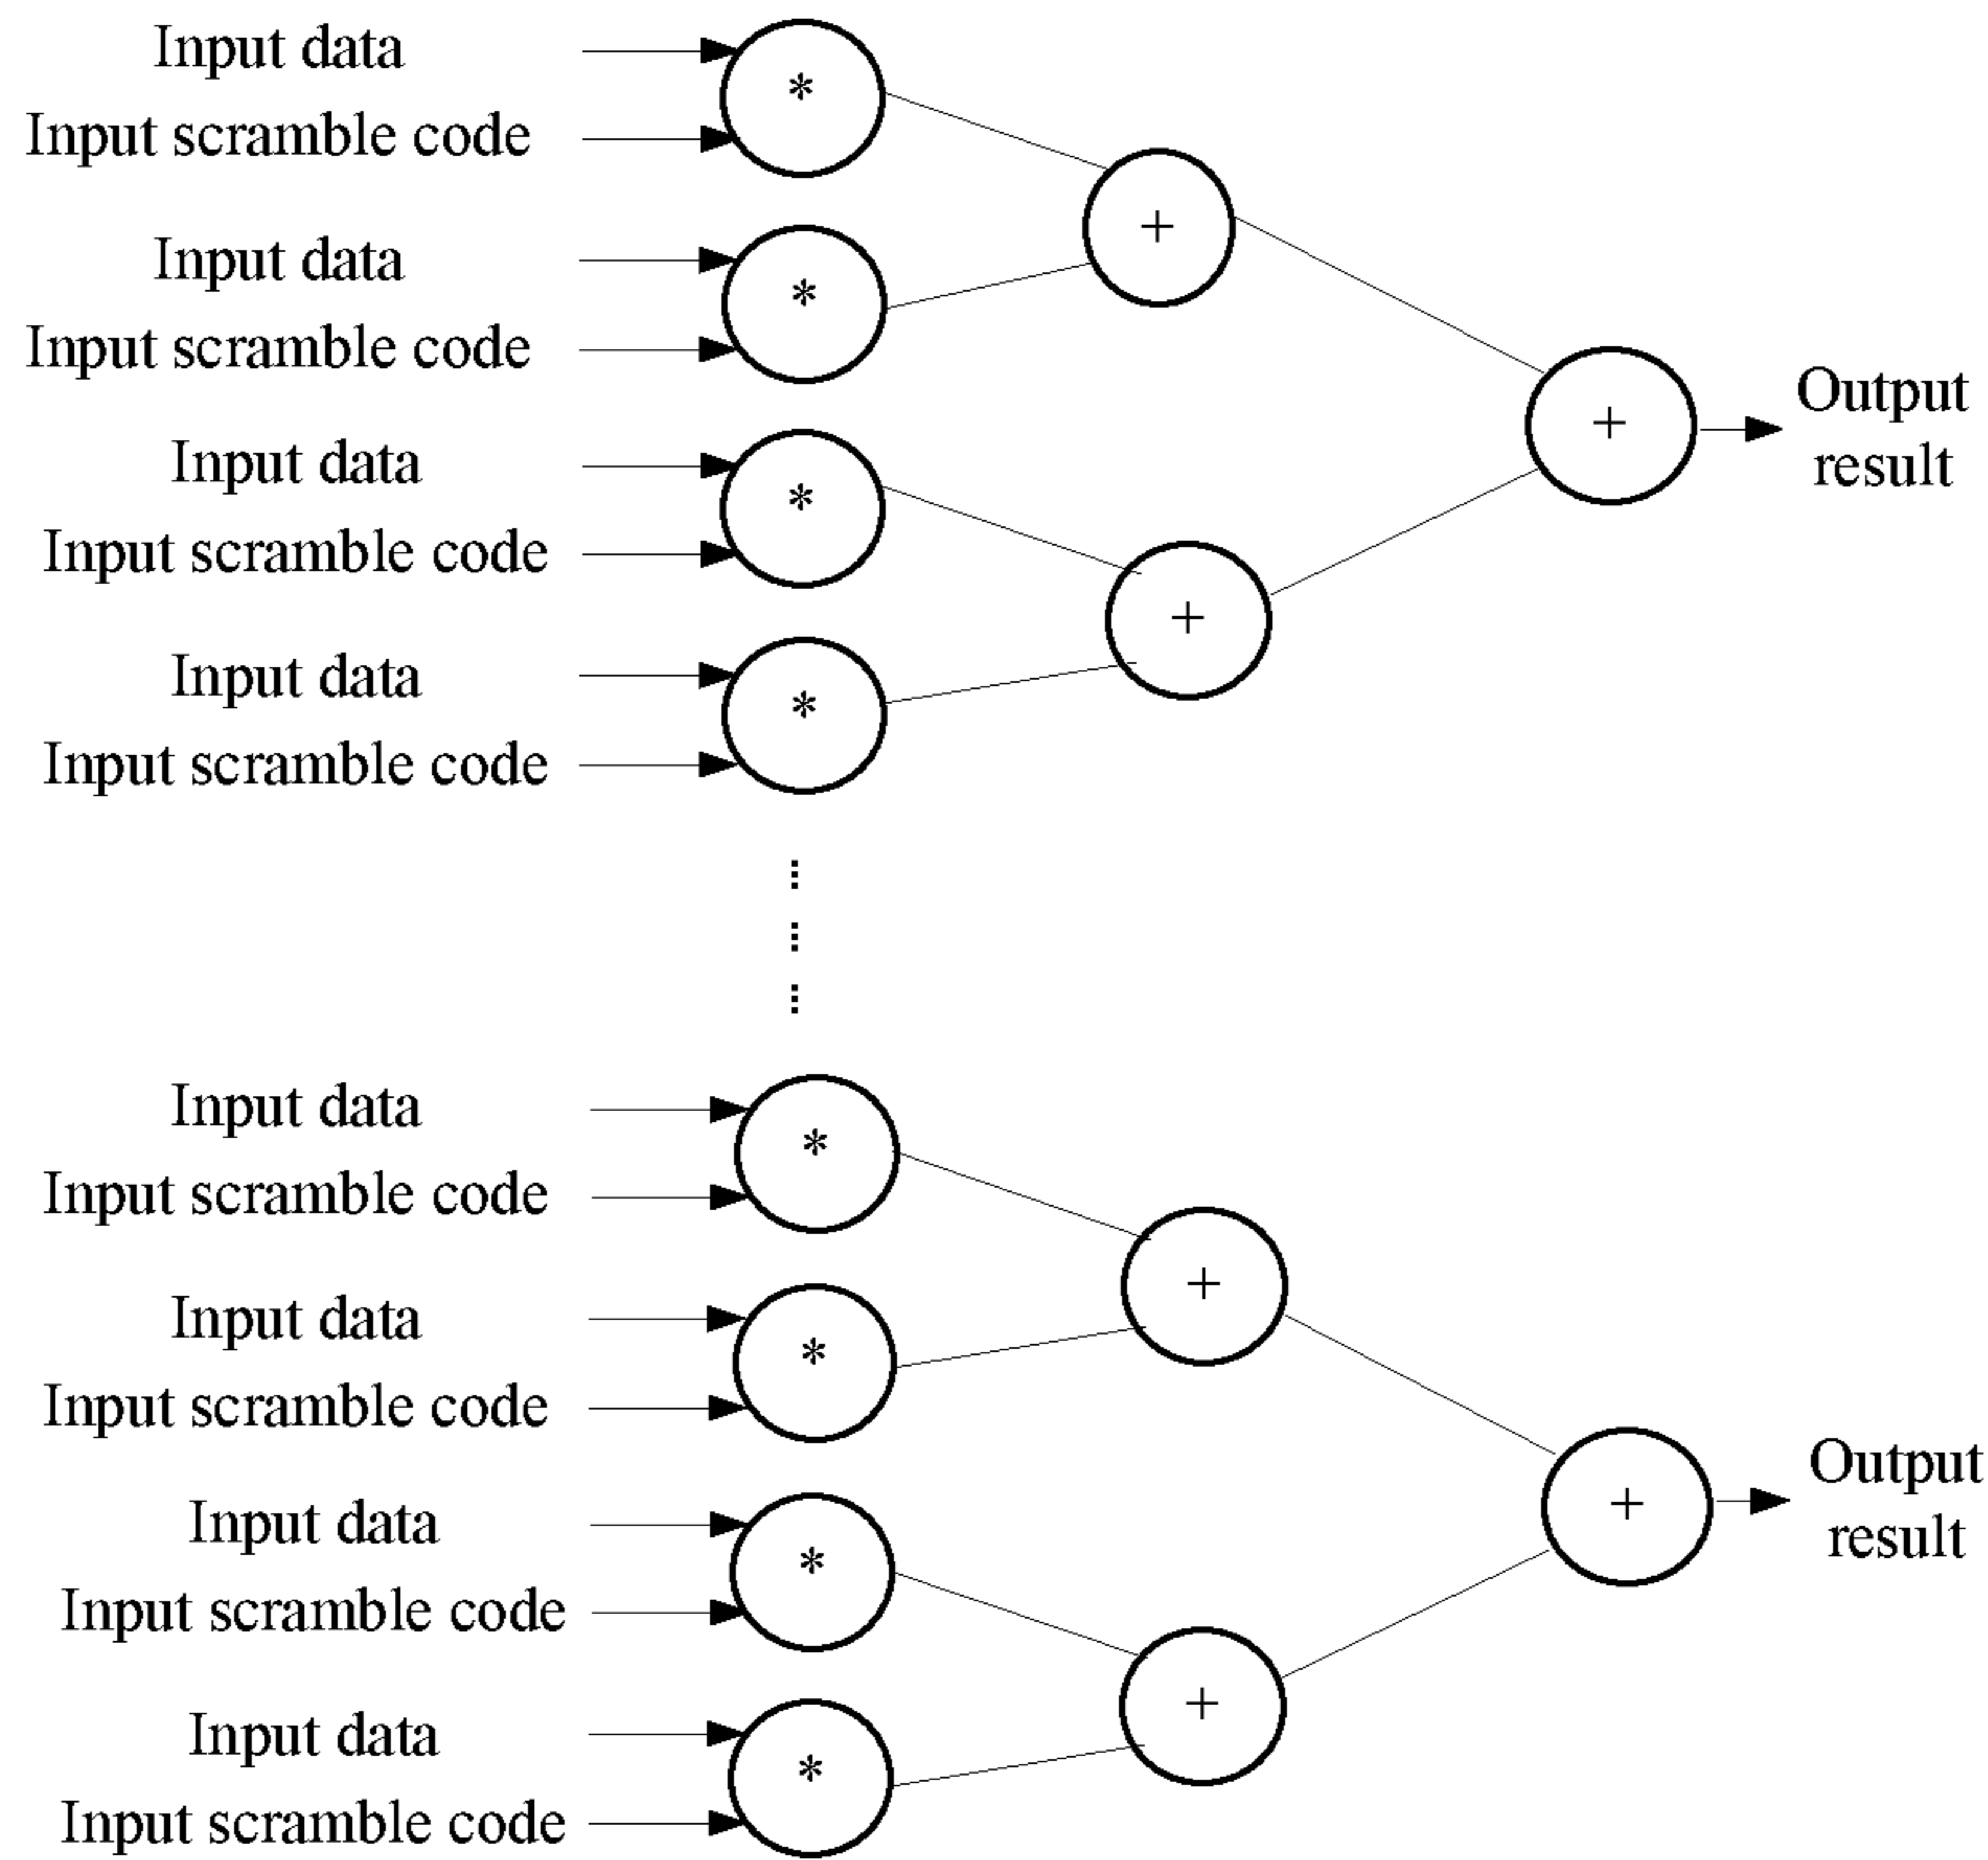 Input data
*
Input scramble code
+
Input data
*
Input scramble code
+
Output
result
Input data
*
Input scramble code
+
Input data
*
Input scramble code
Input data
*
Input scramble code
+
Input data
*
Input scramble code
+
Output
result
Input data
*
Input scramble code
+
Input data
*
Input scramble code